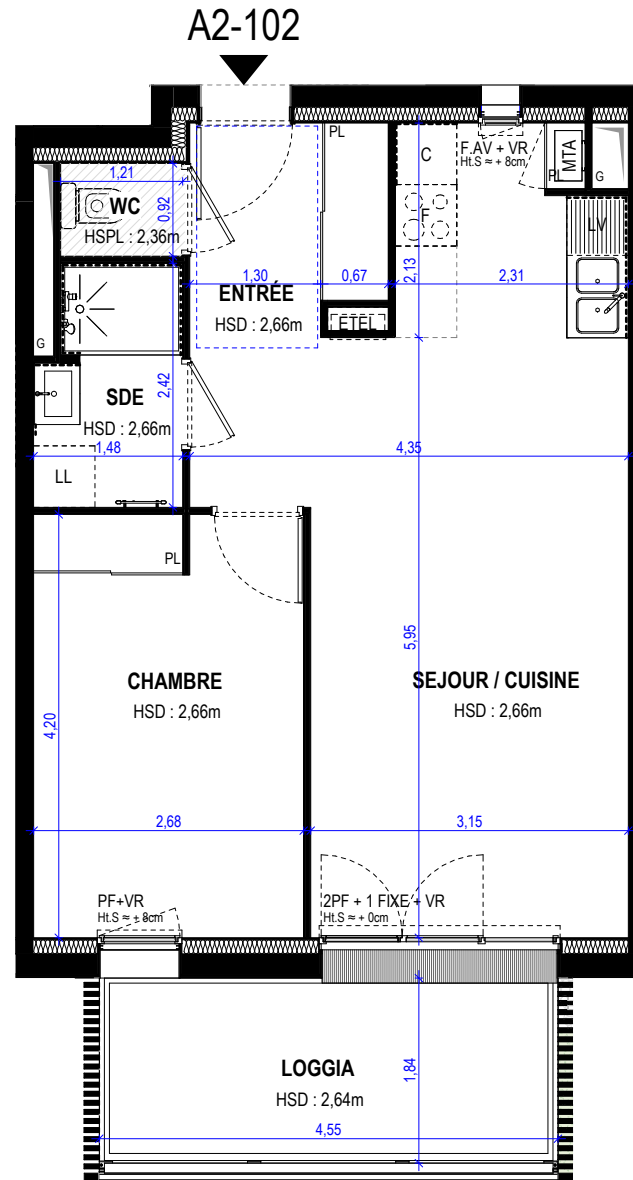 A2-102
PL
C
F.AV + VR
Ht.S ≈ + 8cm
PL
MTA
G
1,21
WC
0,92
HSPL : 2,36m
F
LV
2,13
1,30
0,67
2,31
ENTRÉE
HSD : 2,66m
ETEL
G
SDE
HSD : 2,66m
2,42
1,48
4,35
LL
PL
5,95
CHAMBRE
HSD : 2,66m
SEJOUR / CUISINE
HSD : 2,66m
4,20
2,68
3,15
PF+VR
Ht.S ≈ + 8cm
2PF + 1 FIXE + VR
Ht.S ≈ + 0cm
LOGGIA
HSD : 2,64m
1,84
4,55